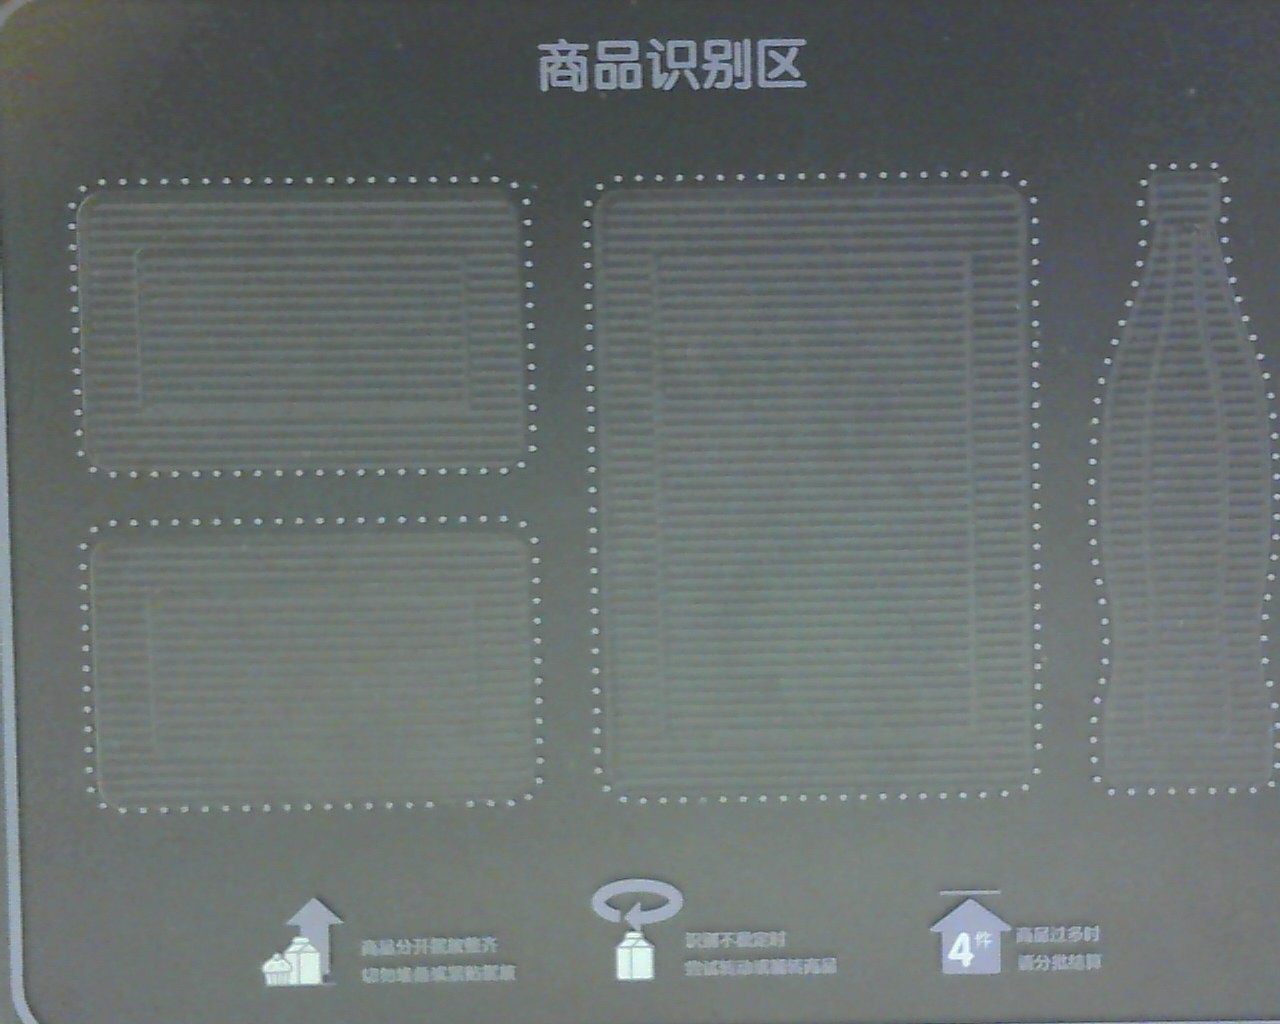 商品识别区
商品分开摆放整齐
切勿堆叠或紧贴摆放
识别不稳定时
尝试转动或翻转商品
4件
商品过多时
请分批结算